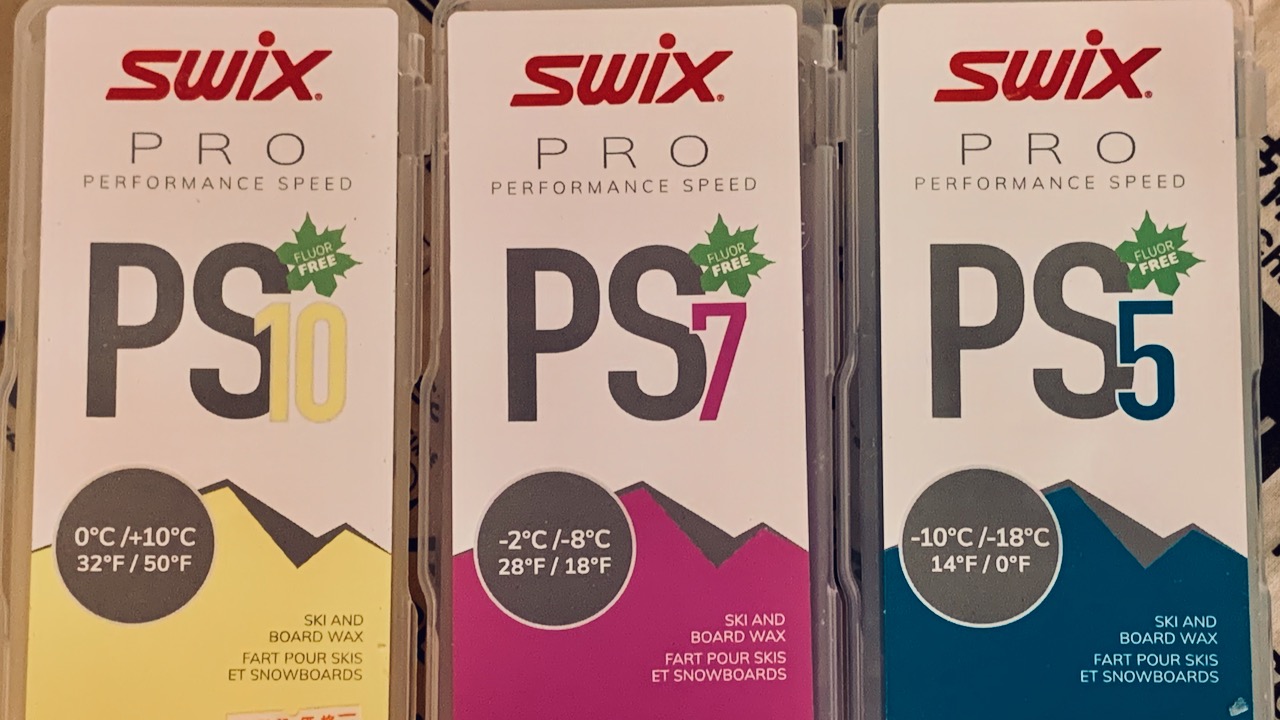 SWIX
PRO
PERFORMANCE SPEED
FLUOR
FREE
PS10
0°C /+10°C
32°F / 50°F
SKI AND
BOARD WAX
FART POUR SKIS
ET SNOWBOARDS
SWIX
PRO
PERFORMANCE SPEED
FLUOR
FREE
PS7
-2°C /-8°C
28°F / 18°F
SKI AND
BOARD WAX
FART POUR SKIS
ET SNOWBOARDS
SWIX
PRO
PERFORMANCE SPEED
FLUOR
FREE
PS5
-10°C /-18°C
14°F / 0°F
SKI AND
BOARD WAX
FART POUR SKIS
ET SNOWBOARDS